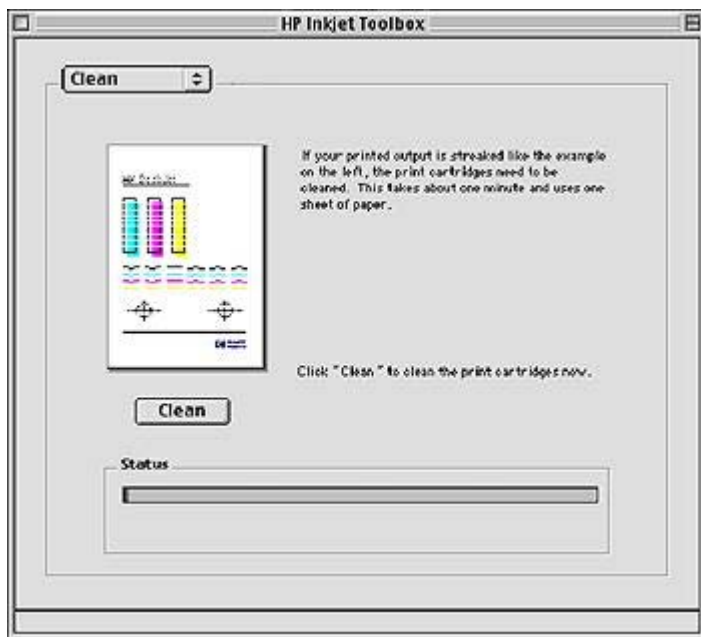 HP Inkjet Toolbox
Clean
If your printed output is streaked like the example
on the left, the print cartridges need to be
cleaned. This takes about one minute and uses one
sheet of paper.
Click "Clean" to clean the print cartridges now.
Clean
Status